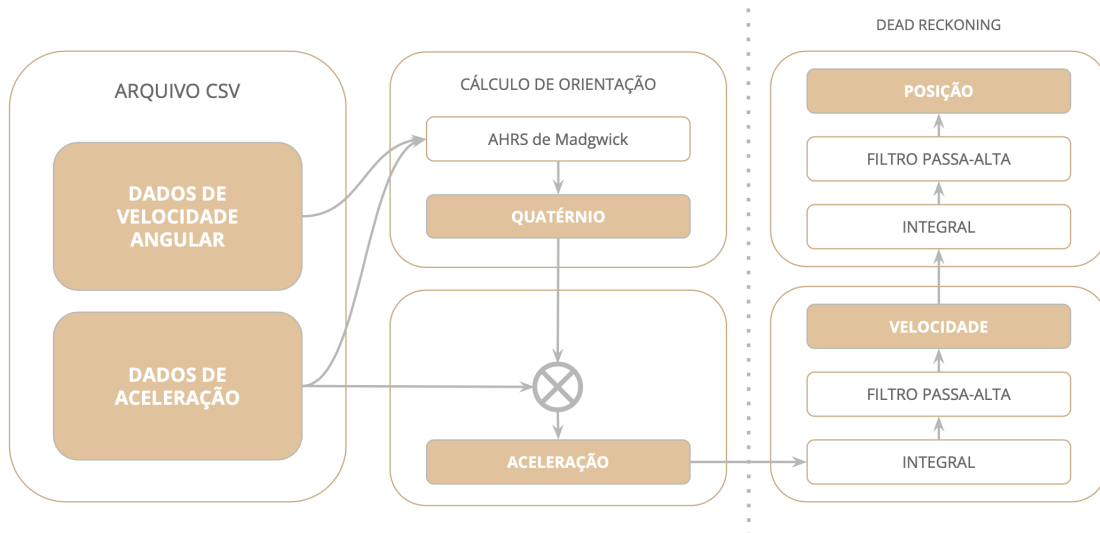 ARQUIVO CSV
DADOS DE
VELOCIDADE
ANGULAR
DADOS DE
ACELERAÇÃO
CÁLCULO DE ORIENTAÇÃO
AHRS de Madgwick
QUATÉRNIO
ACELERAÇÃO
DEAD RECKONING
POSIÇÃO
FILTRO PASSA-ALTA
INTEGRAL
VELOCIDADE
FILTRO PASSA-ALTA
INTEGRAL